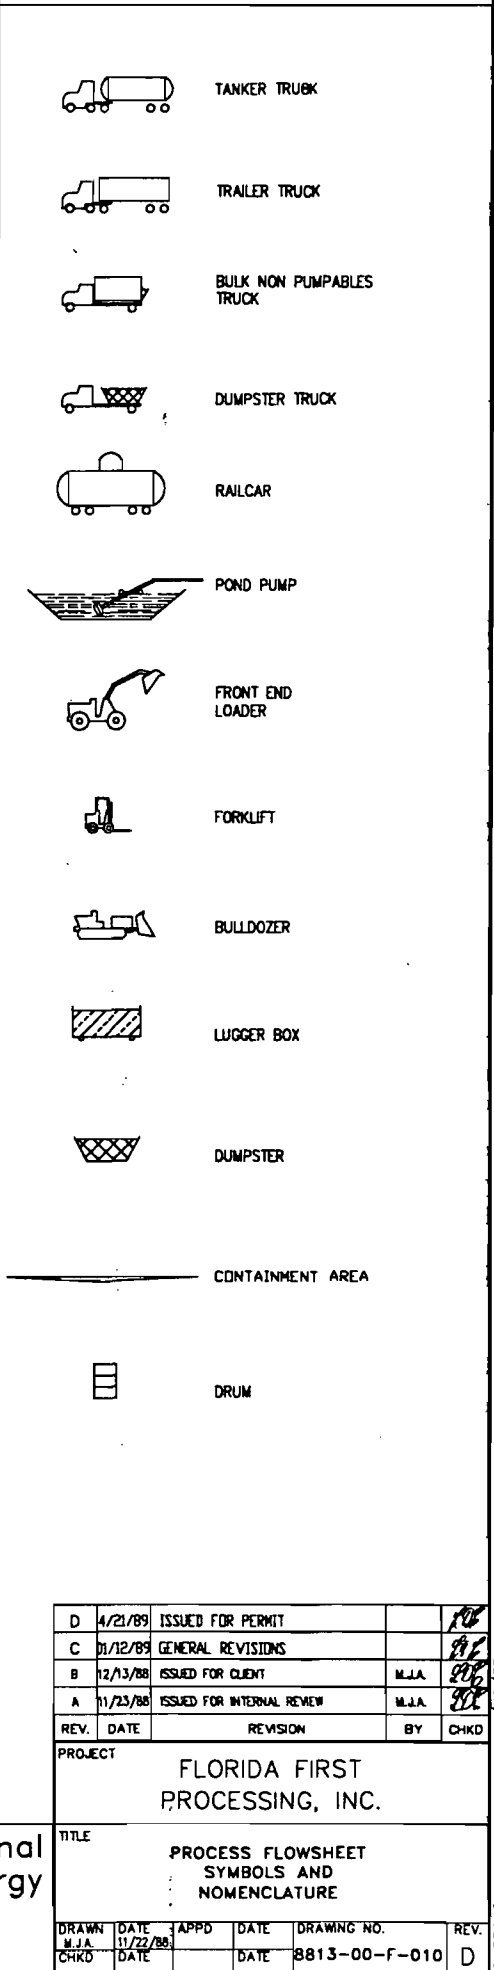 TANKER TRUCK
TRAILER TRUCK
BULK NON PUMPABLES
TRUCK
DUMPSTER TRUCK
RAILCAR
POND PUMP
FRONT END
LOADER
FORKLIFT
BULLDOZER
LUGGER BOX
DUMPSTER
CONTAINMENT AREA
DRUM
D 4/21/89 ISSUED FOR PERMIT
C 01/12/89 GENERAL REVISIONS
B 12/13/88 ISSUED FOR CLIENT M.J.A.
A 11/23/88 ISSUED FOR INTERNAL REVIEW M.J.A.
REV. DATE REVISION BY CHKD
PROJECT
FLORIDA FIRST
PROCESSING, INC.
nal
rgy
TITLE
PROCESS FLOWSHEET
SYMBOLS AND
NOMENCLATURE
DRAWN DATE APPD DATE DRAWING NO. REV.
M.J.A. 11/22/88
CHKD DATE DATE 8813-00-F-010 D